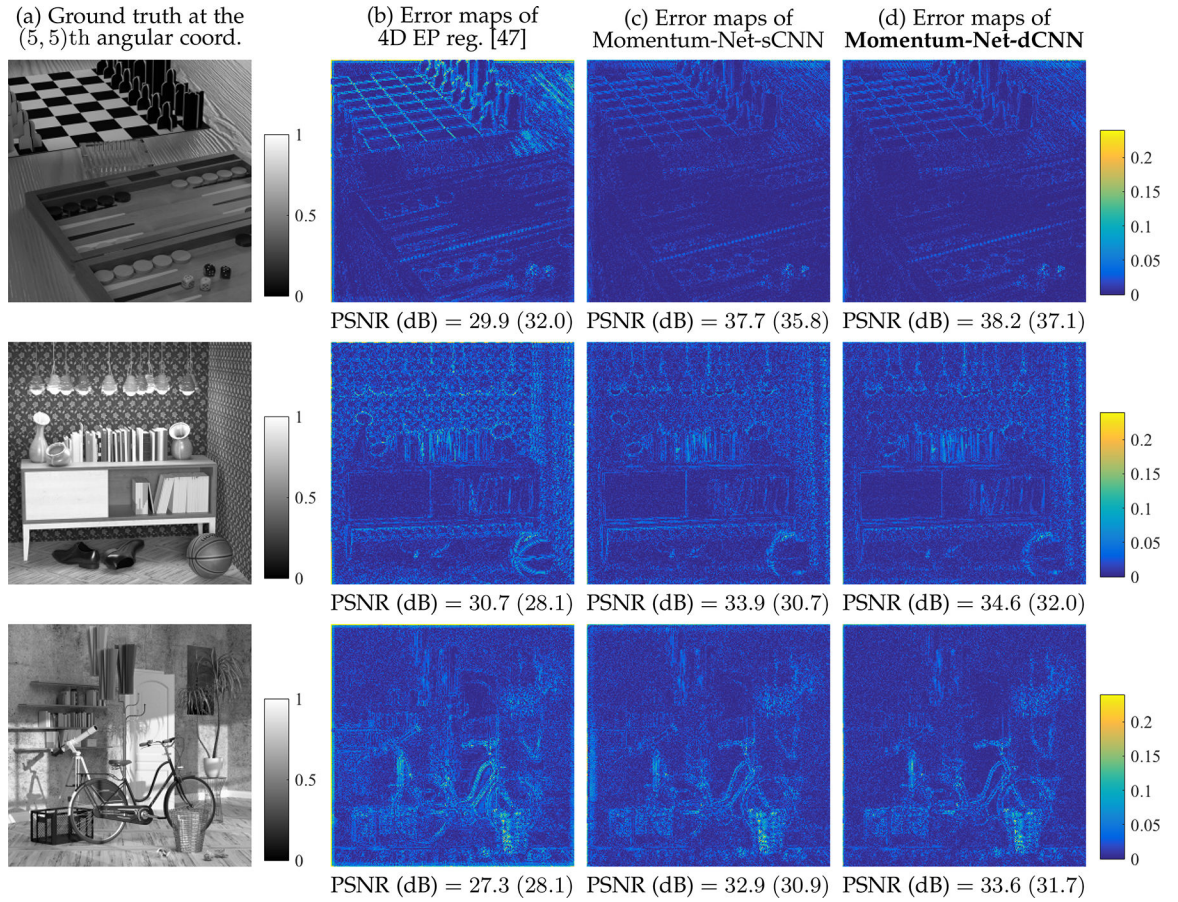 (a) Ground truth at the
(5, 5)th angular coord.
(b) Error maps of
4D EP reg. [47]
(c) Error maps of
Momentum-Net-sCNN
(d) Error maps of
Momentum-Net-dCNN
1
0.5
0
0.2
0.15
0.1
0.05
0
PSNR (dB) = 29.9 (32.0)
PSNR (dB) = 37.7 (35.8)
PSNR (dB) = 38.2 (37.1)
1
0.5
0
0.2
0.15
0.1
0.05
0
PSNR (dB) = 30.7 (28.1)
PSNR (dB) = 33.9 (30.7)
PSNR (dB) = 34.6 (32.0)
1
0.5
0
0.2
0.15
0.1
0.05
0
PSNR (dB) = 27.3 (28.1)
PSNR (dB) = 32.9 (30.9)
PSNR (dB) = 33.6 (31.7)